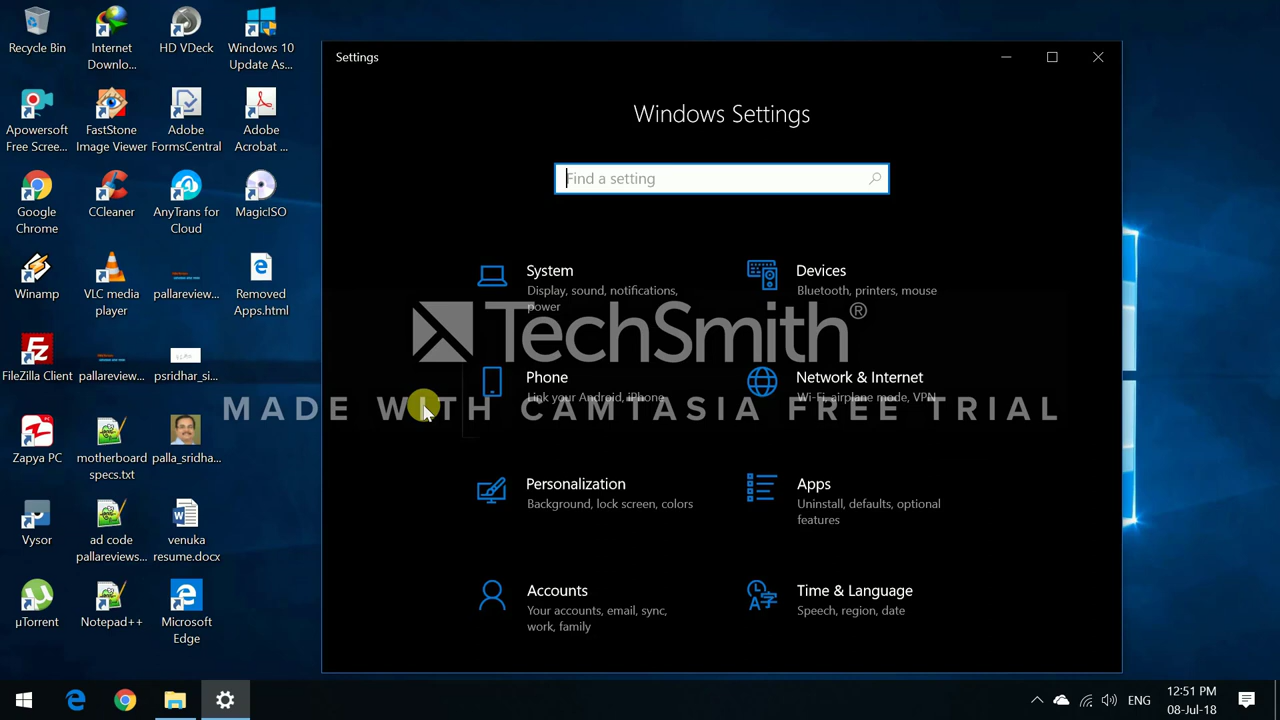 Recycle Bin
Internet
Downlo...
HD VDeck
Windows 10
Update As...
Apowersoft
Free Scree...
FastStone
Image Viewer
Adobe
FormsCentral
Adobe
Acrobat ...
Google
Chrome
CCleaner
AnyTrans for
Cloud
MagicISO
Winamp
VLC media
player
pallareview...
Removed
Apps.html
FileZilla Client
pallareview...
psridhar_si...
Zapya PC
motherboard
specs.txt
palla_sridha...
Vysor
ad code
pallareviews...
venuka
resume.docx
µTorrent
Notepad++
Microsoft
Edge
Settings
Windows Settings
Find a setting
System
Display, sound, notifications,
power
Devices
Bluetooth, printers, mouse
TechSmith®
Phone
Link your Android, iPhone
Network & Internet
Wi-Fi, airplane mode, VPN
MADE WITH CAMTASIA FREE TRIAL
Personalization
Background, lock screen, colors
Apps
Uninstall, defaults, optional
features
Accounts
Your accounts, email, sync,
work, family
Time & Language
Speech, region, date
ENG
12:51 PM
08-Jul-18